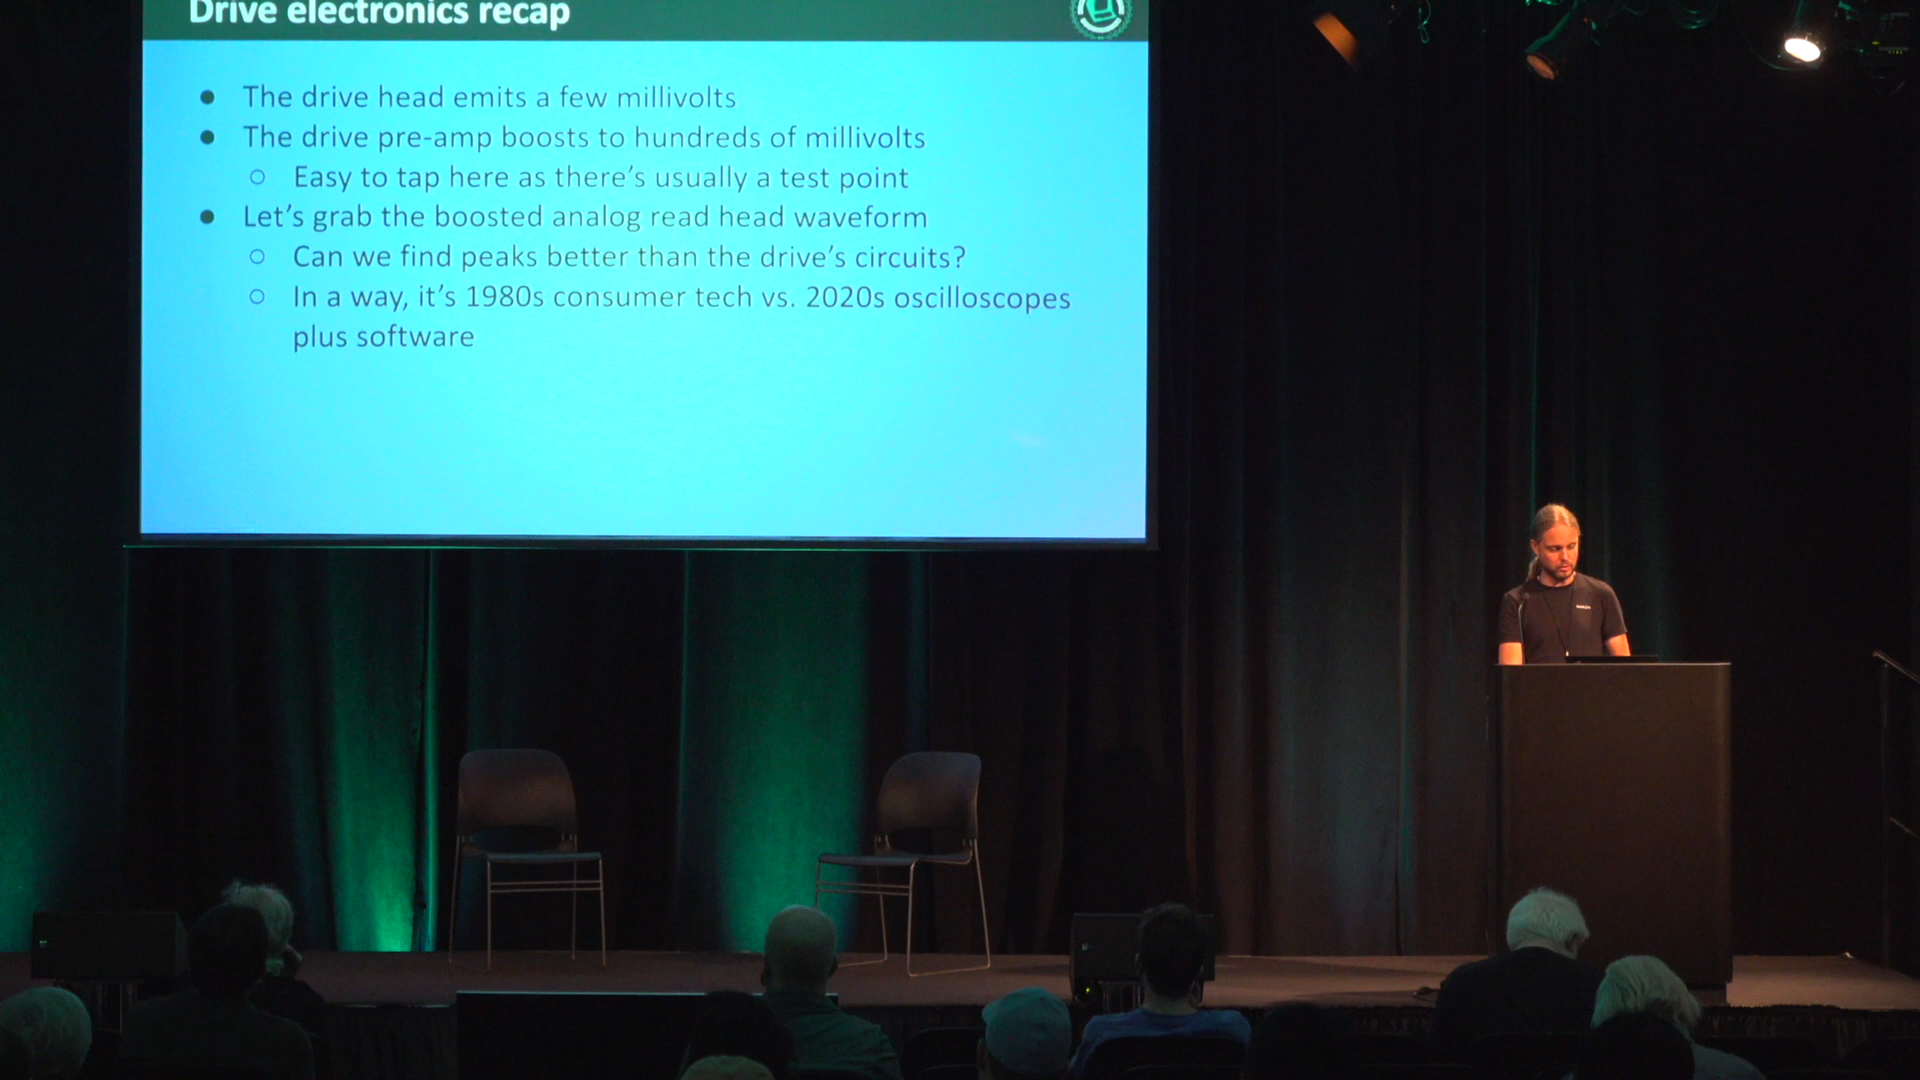 Drive electronics recap
● The drive head emits a few millivolts
● The drive pre-amp boosts to hundreds of millivolts
○ Easy to tap here as there's usually a test point
● Let's grab the boosted analog read head waveform
○ Can we find peaks better than the drive's circuits?
○ In a way, it's 1980s consumer tech vs. 2020s oscilloscopes
plus software